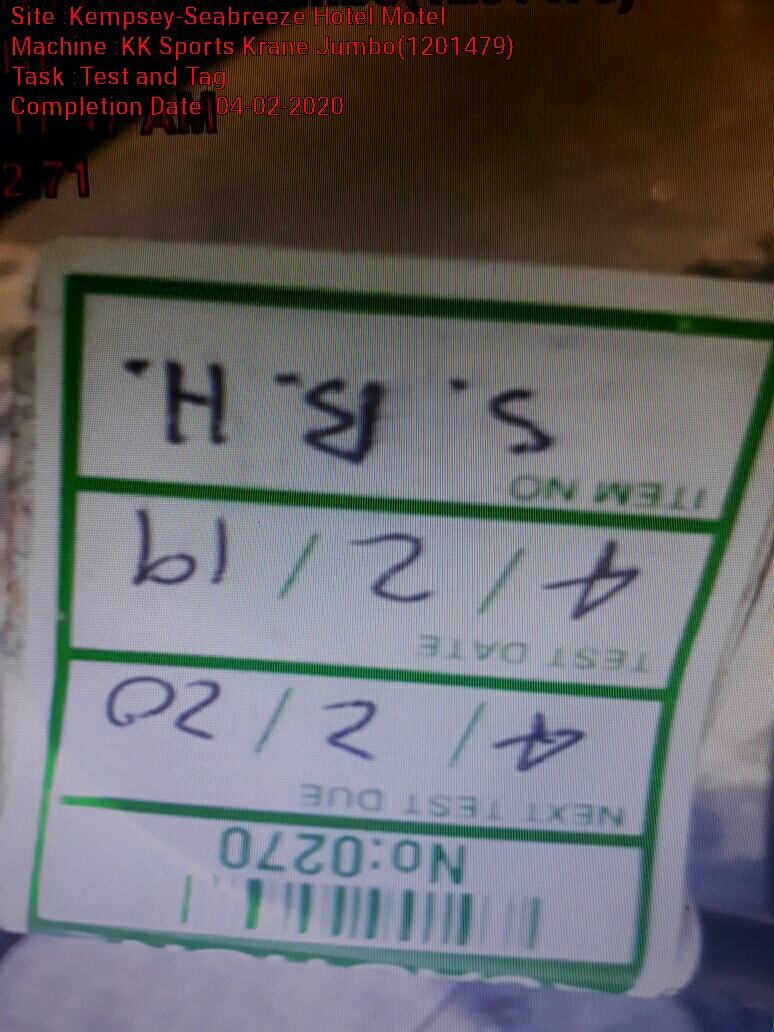 Site :Kempsey-Seabreeze Hotel Motel
Machine :KK Sports Krane Jumbo(1201479)
Task :Test and Tag
Completion Date :04-02-2020
AM
2.71
No:0270
NEXT TEST DUE
4/2/20
TEST DATE
4/2/19
ITEM NO
S.B.H.